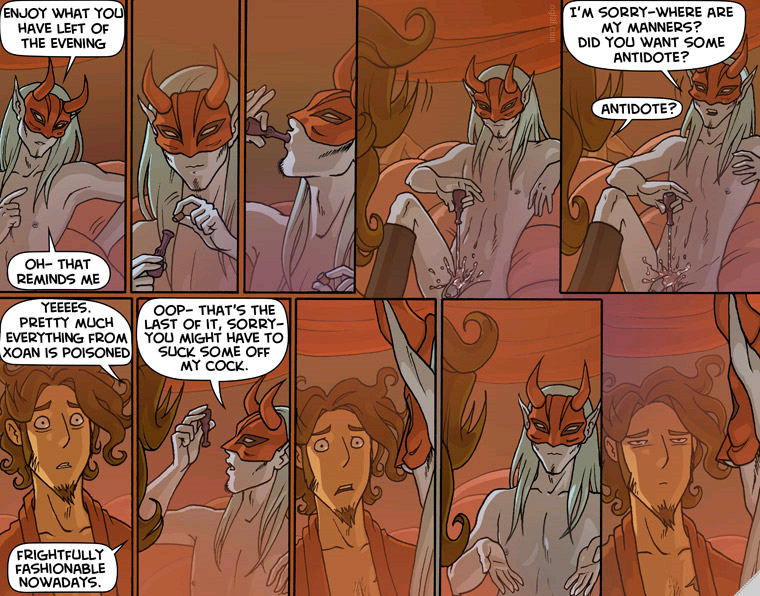 ENJOY WHAT YOU
HAVE LEFT OF
THE EVENING
OH- THAT
REMINDS ME
oglaf.com
I'M SORRY-WHERE ARE
MY MANNERS?
DID YOU WANT SOME
ANTIDOTE?
ANTIDOTE?
YEEEES.
PRETTY MUCH
EVERYTHING FROM
XOAN IS POISONED
FRIGHTFULLY
FASHIONABLE
NOWADAYS.
OOP- THAT'S THE
LAST OF IT, SORRY-
YOU MIGHT HAVE TO
SUCK SOME OFF
MY COCK.